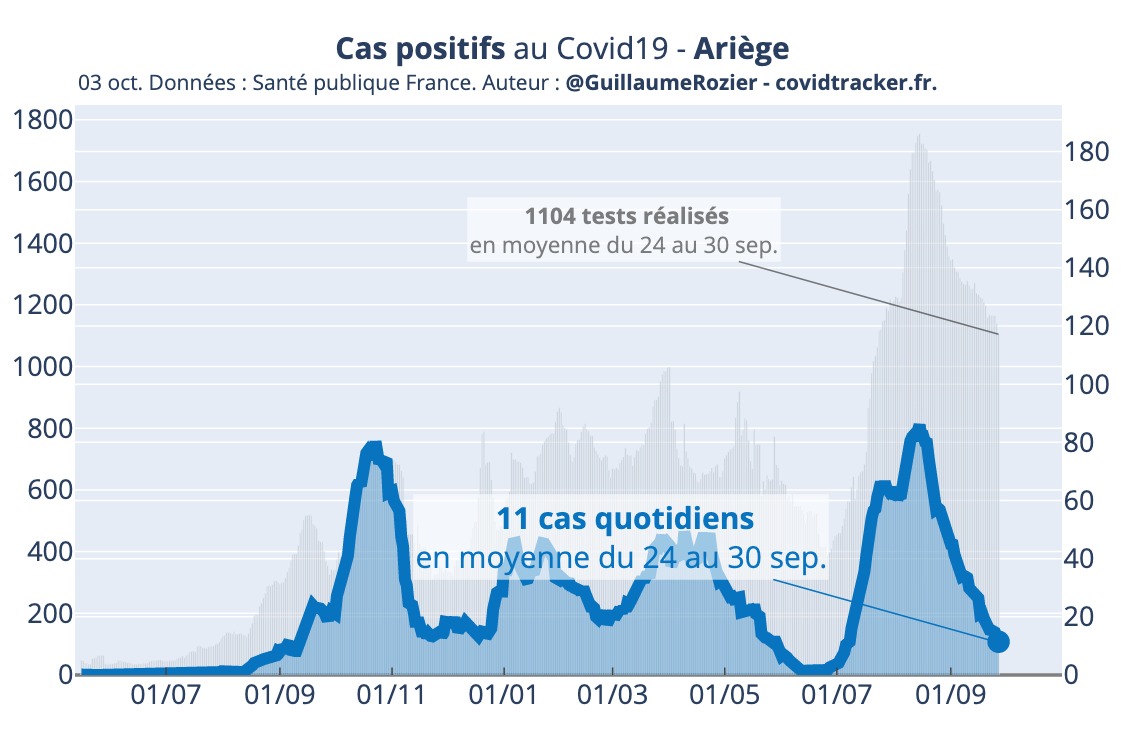 Cas positifs au Covid19 - Ariège
03 oct. Données : Santé publique France. Auteur : @GuillaumeRozier - covidtracker.fr.
1800
1600
1400
1200
1000
800
600
400
200
0
180
160
140
120
100
80
60
40
20
0
1104 tests réalisés
en moyenne du 24 au 30 sep.
11 cas quotidiens
en moyenne du 24 au 30 sep.
01/07 01/09 01/11 01/01 01/03 01/05 01/07 01/09